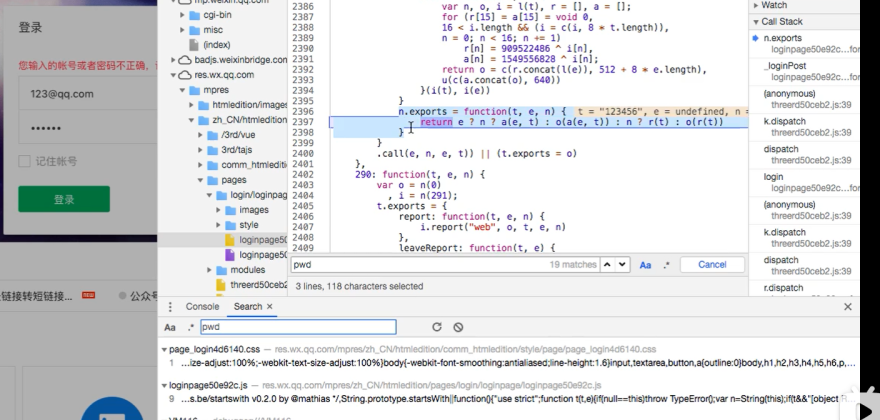 登录
您输入的帐号或者密码不正确，
123@qq.com
••••••
记住帐号
登录
链接转短链接...
公众号
mp.weixin.qq.com
cgi-bin
misc
(index)
badjs.weixinbridge.com
res.wx.qq.com
mpres
htmledition/images
zh_CN/htmledition
/3rd/vue
3rd/tajs
comm_htmledition
pages
login/loginpage
images
style
loginpage50
loginpage50
modules
threerd50ceb2.js
2386 var n, o, i = l(t), r = [], a = [];
2387 for (r[15] = a[15] = void 0,
2388 16 < i.length && (i = c(i, 8 * t.length)),
2389 n = 0; n < 16; n += 1)
2390 r[n] = 909522486 ^ i[n],
2391 a[n] = 1549556828 ^ i[n];
2392 return o = c(r.concat(l(e)), 512 + 8 * e.length),
2393 u(c(a.concat(o), 640))
2394 }(i(t), i(e))
2395 }
2396 n.exports = function(t, e, n) { t = "123456", e = undefined, n =
2397 return e ? n ? a(e, t) : o(a(e, t)) : n ? r(t) : o(r(t))
2398 }
2399 }
2400 .call(e, n, e, t)) || (t.exports = o)
2401 },
2402 290: function(t, e, n) {
2403 var o = n(0)
2404 , i = n(291);
2405 t.exports = {
2406 report: function(t, e, n) {
2407 i.report("web", o, t, e, n)
2408 },
2409 leaveReport: function(t, e) {
pwd
19 matches
Aa
.*
Cancel
3 lines, 118 characters selected
Watch
Call Stack
n.exports
loginpage50e92c...for
_loginPost
loginpage50e92c...for
(anonymous)
threerd50ceb2.js:39
k.dispatch
threerd50ceb2.js:39
dispatch
threerd50ceb2.js:39
login
loginpage50e92c...for
(anonymous)
threerd50ceb2.js:39
k.dispatch
threerd50ceb2.js:39
dispatch
threerd50ceb2.js:39
r.dispatch
Console
Search ×
Aa
.*
pwd
page_login4d6140.css — res.wx.qq.com/mpres/zh_CN/htmledition/comm_htmledition/style/page/page_login4d6140.css
1 ...ize-adjust:100%;-webkit-text-size-adjust:100%}body{-webkit-font-smoothing:antialiased;line-height:1.6}input,textarea,button,a{outline:0}body,h1,h2,h3,h4,h5,h6,p,...
loginpage50e92c.js — res.wx.qq.com/mpres/zh_CN/htmledition/pages/login/loginpage/loginpage50e92c.js
9 ...s.be/startswith v0.2.0 by @mathias */,String.prototype.startsWith||function(){"use strict";function t(t,e){if(null==this)throw TypeError();var n=String(this);if(t&&"[object R...